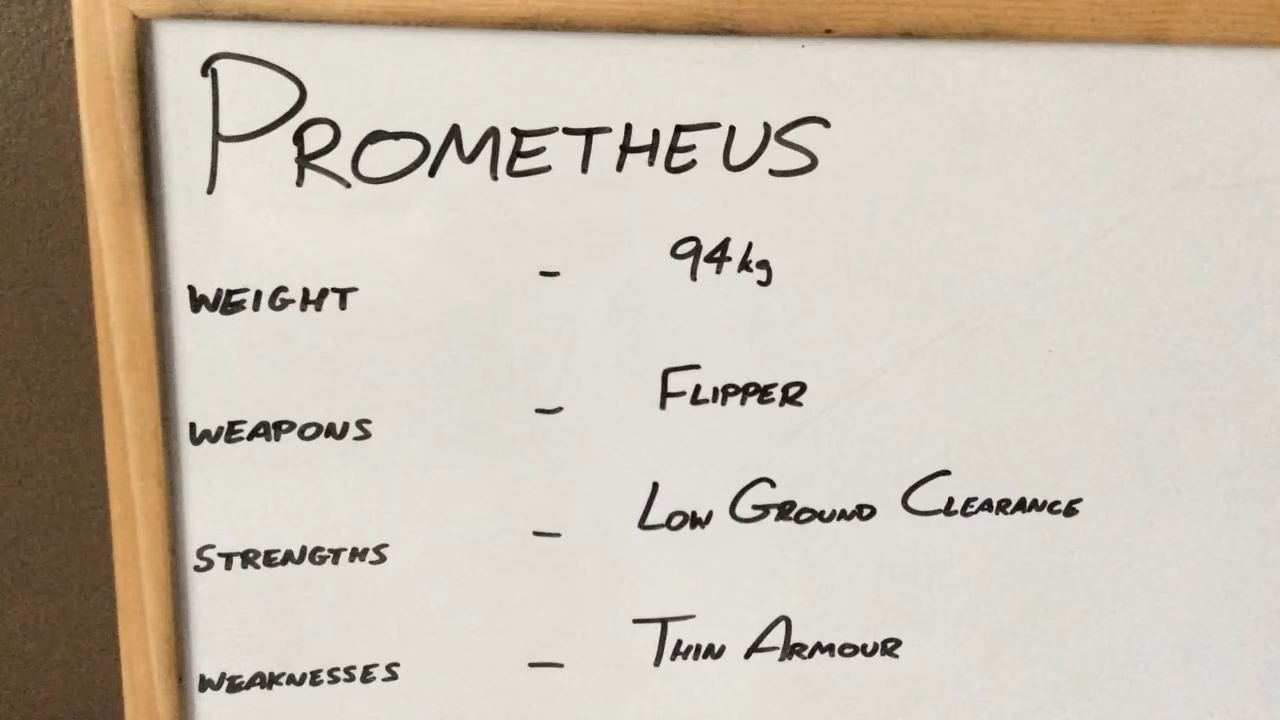 PROMETHEUS
WEIGHT - 94kg
WEAPONS - FLIPPER
STRENGTHS - LOW GROUND CLEARANCE
WEAKNESSES - THIN ARMOUR